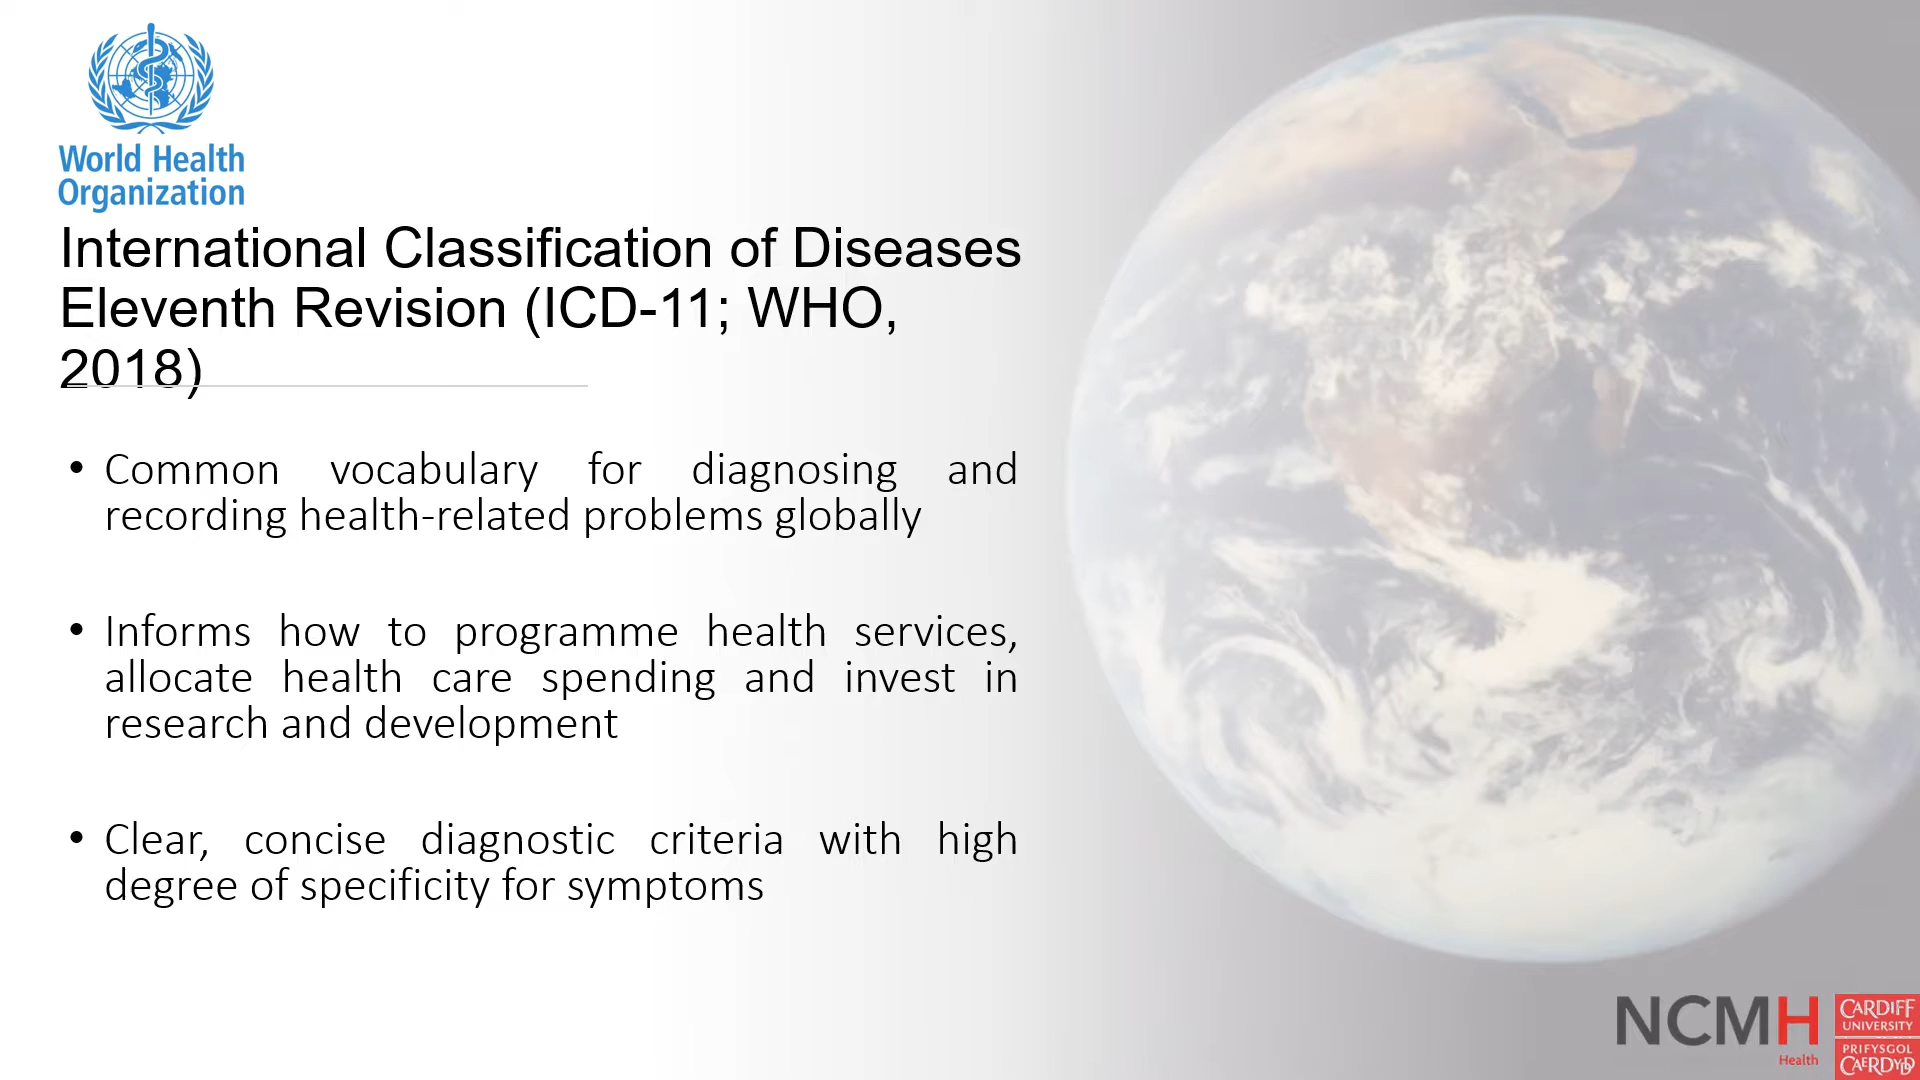 World Health
Organization
International Classification of Diseases
Eleventh Revision (ICD-11; WHO,
2018)
• Common vocabulary for diagnosing and
recording health-related problems globally
• Informs how to programme health services,
allocate health care spending and invest in
research and development
• Clear, concise diagnostic criteria with high
degree of specificity for symptoms
NCMH
Health
CARDIFF
UNIVERSITY
PRIFYSGOL
CAERDYDD